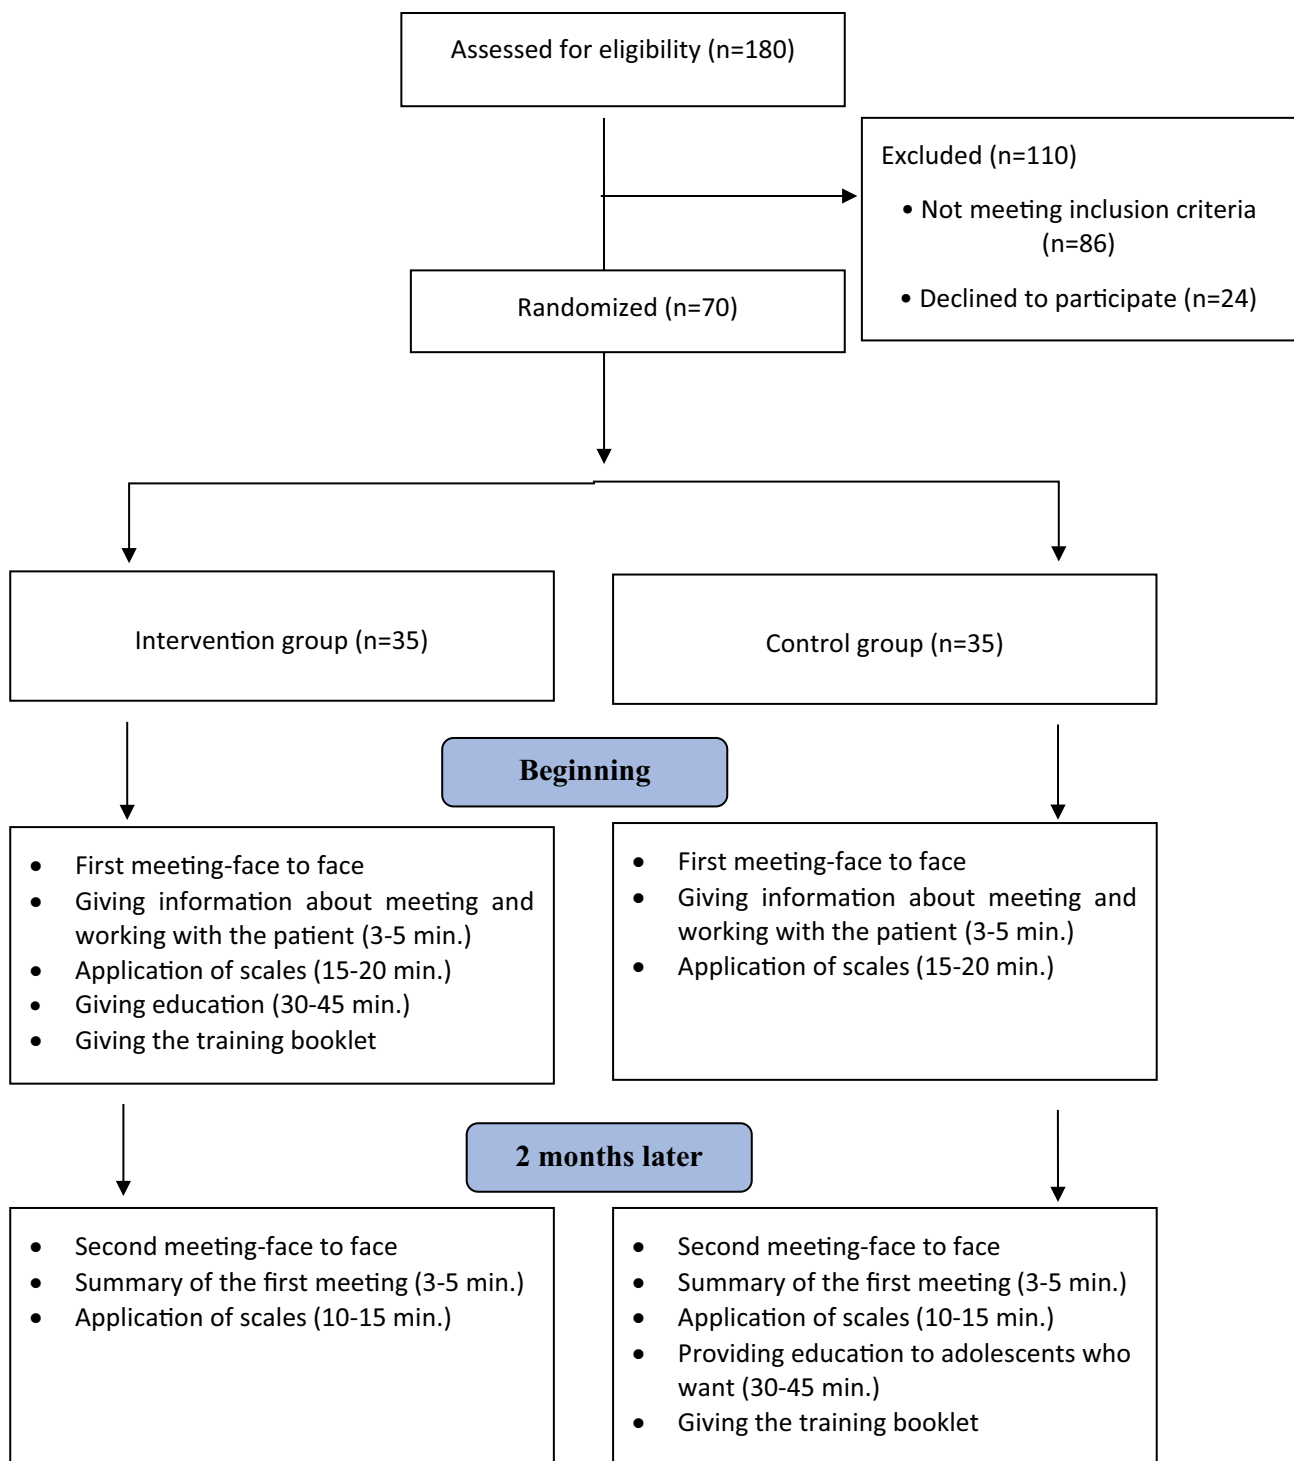 Assessed for eligibility (n=180)
Excluded (n=110)
• Not meeting inclusion criteria
(n=86)
• Declined to participate (n=24)
Randomized (n=70)
Intervention group (n=35)
Control group (n=35)
Beginning
• First meeting-face to face
• Giving information about meeting and
working with the patient (3-5 min.)
• Application of scales (15-20 min.)
• Giving education (30-45 min.)
• Giving the training booklet
• First meeting-face to face
• Giving information about meeting and
working with the patient (3-5 min.)
• Application of scales (15-20 min.)
2 months later
• Second meeting-face to face
• Summary of the first meeting (3-5 min.)
• Application of scales (10-15 min.)
• Second meeting-face to face
• Summary of the first meeting (3-5 min.)
• Application of scales (10-15 min.)
• Providing education to adolescents who
want (30-45 min.)
• Giving the training booklet